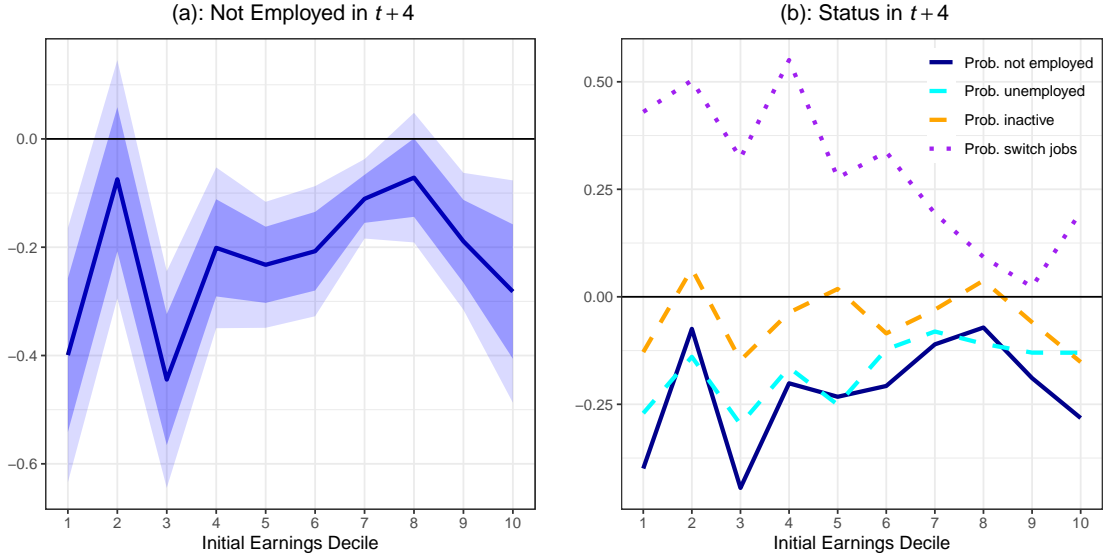 (a): Not Employed in t+4
0.0
−0.2
−0.4
−0.6
1 2 3 4 5 6 7 8 9 10
Initial Earnings Decile
(b): Status in t+4
Prob. not employed
Prob. unemployed
Prob. inactive
Prob. switch jobs
0.50
0.25
0.00
−0.25
1 2 3 4 5 6 7 8 9 10
Initial Earnings Decile